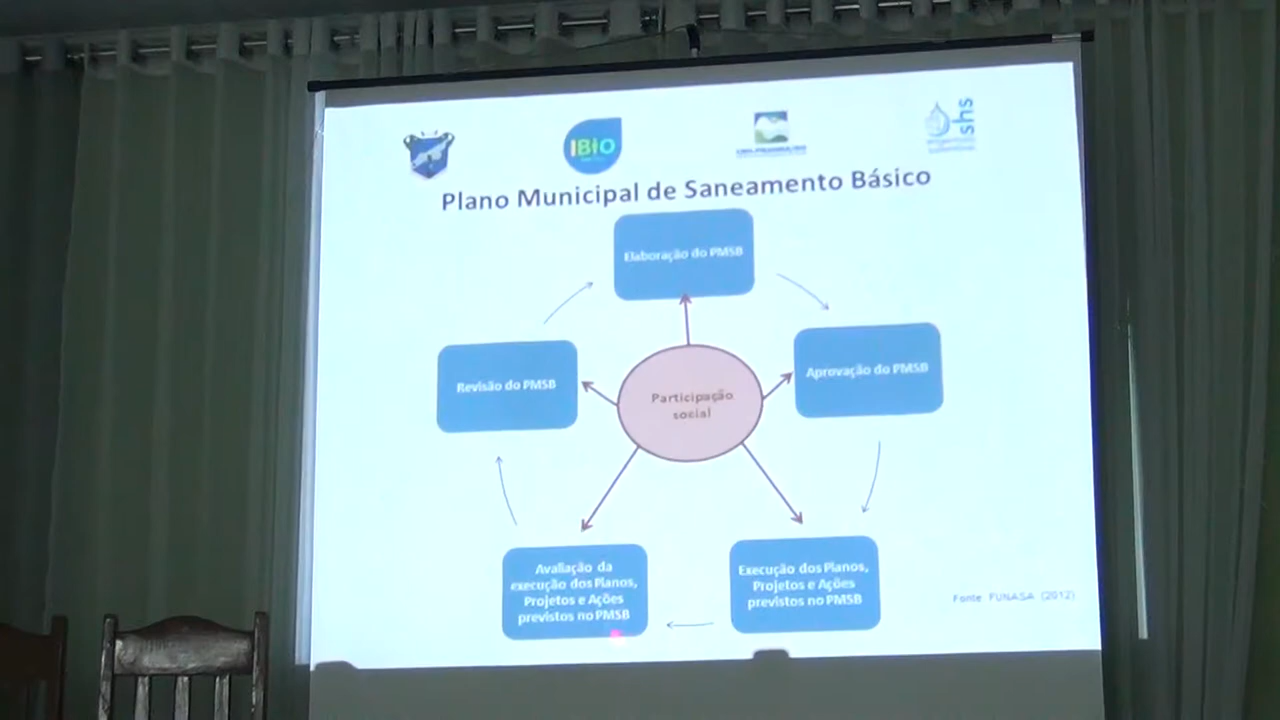 IBIO
shs
Plano Municipal de Saneamento Básico
Elaboração do PMSB
Aprovação do PMSB
Revisão do PMSB
Participação
social
Avaliação da
execução dos Planos,
Projetos e Ações
previstos no PMSB
Execução dos Planos,
Projetos e Ações
previstos no PMSB
Fonte FUNASA (2012)